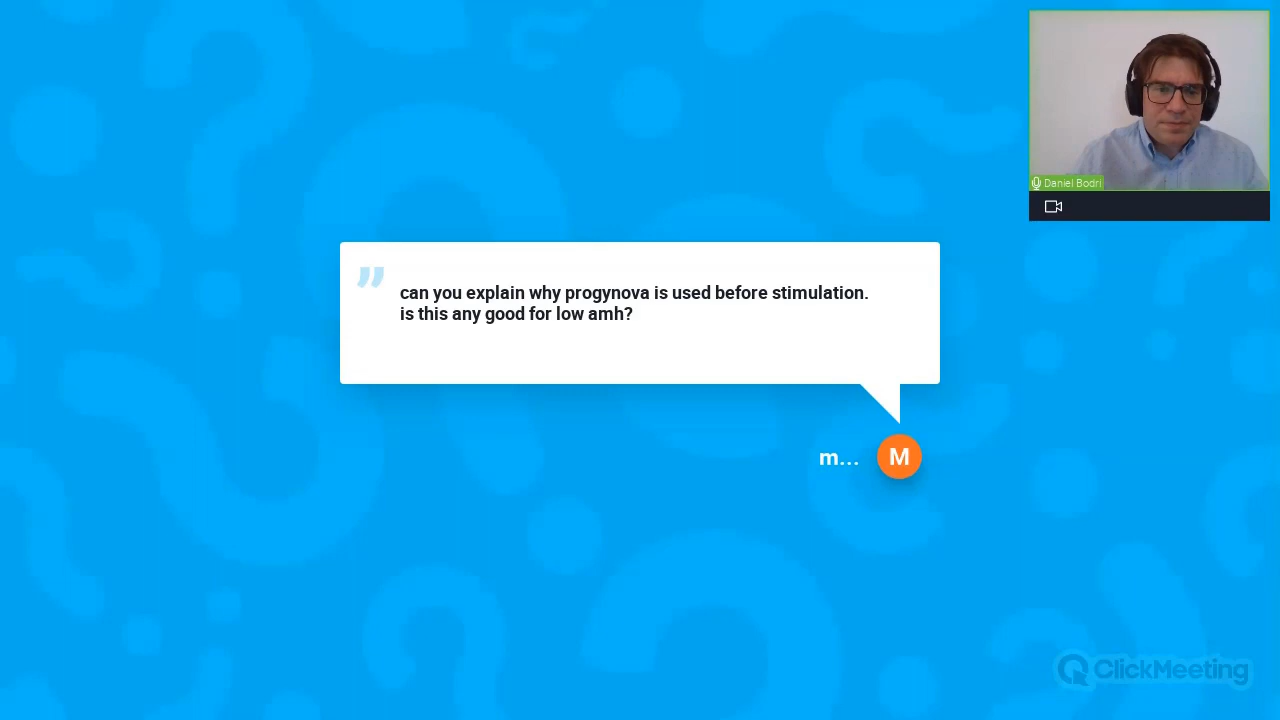 Daniel Bodri
can you explain why progynova is used before stimulation.
is this any good for low amh?
m...
M
ClickMeeting